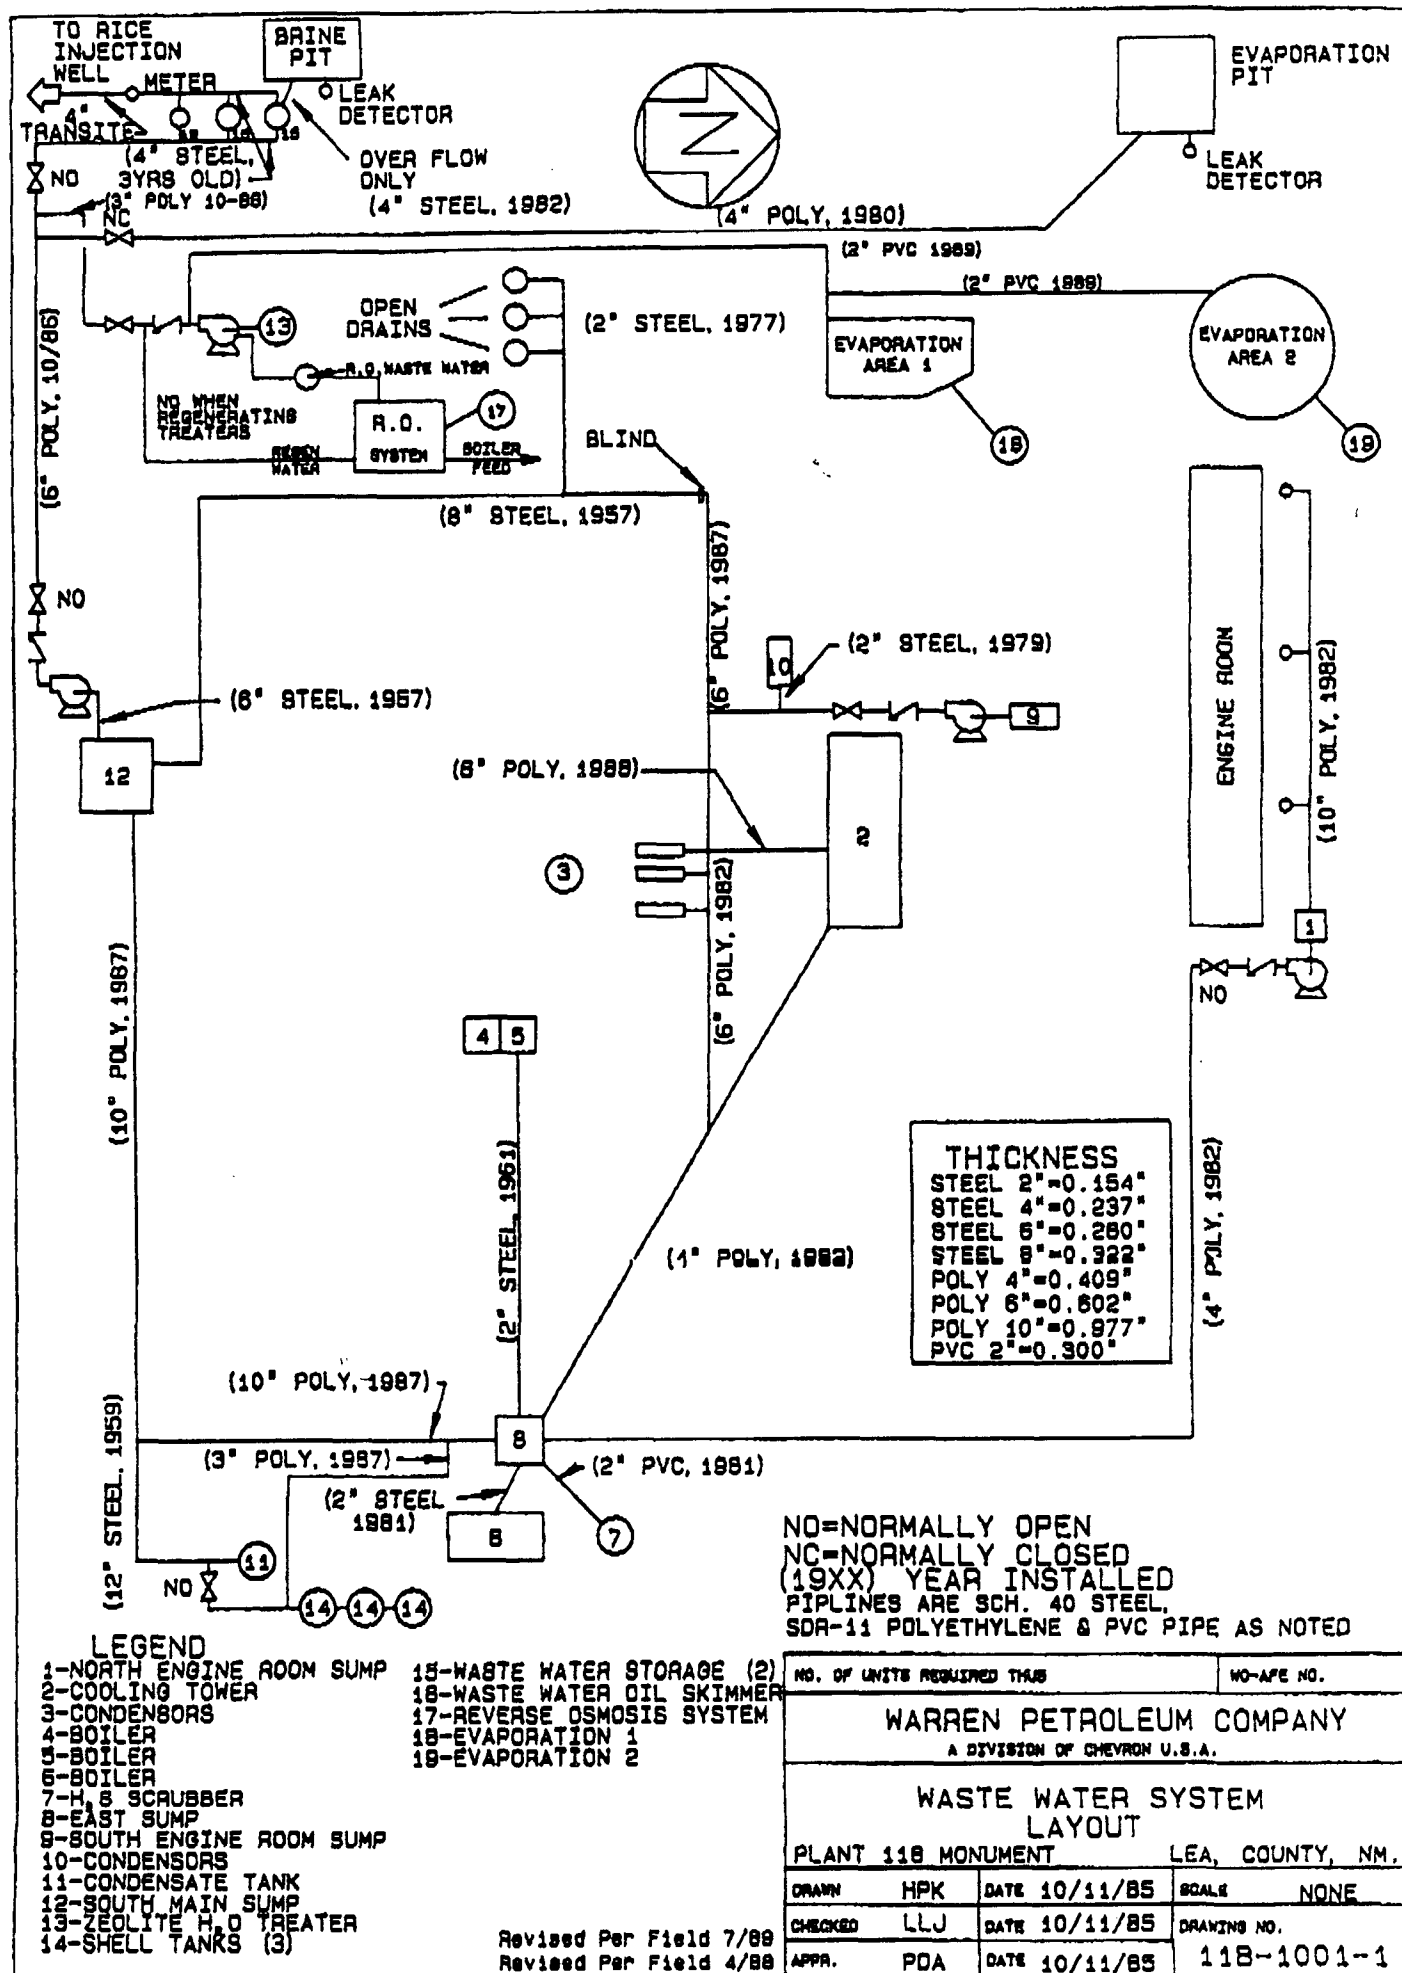 TO RICE
INJECTION
WELL
BRINE
PIT
METER
LEAK
DETECTOR
4"
TRANSITE
15
16
(4" STEEL,
3YRS OLD)
OVER FLOW
ONLY
(4" STEEL, 1982)
NO
(3" POLY 10-86)
NC
N
(4" POLY, 1980)
EVAPORATION
PIT
LEAK
DETECTOR
(2" PVC 1989)
(2" PVC 1989)
OPEN
DRAINS
(2" STEEL, 1977)
13
R.O. WASTE WATER
EVAPORATION
AREA 1
EVAPORATION
AREA 2
(6" POLY, 10/86)
NO WHEN
REGENERATING
TREATERS
R.O.
SYSTEM
17
REGEN
WATER
BOILER
FEED
BLIND
18
19
(8" STEEL, 1957)
(6" POLY, 1987)
NO
10
(2" STEEL, 1979)
(6" STEEL, 1957)
9
ENGINE ROOM
(10" POLY, 1982)
12
(6" POLY, 1988)
2
3
(6" POLY, 1982)
1
NO
(10" POLY, 1987)
4
5
(2" STEEL, 1961)
THICKNESS
STEEL 2"=0.154"
STEEL 4"=0.237"
STEEL 6"=0.280"
STEEL 8"=0.322"
POLY 4"=0.409"
POLY 6"=0.602"
POLY 10"=0.977"
PVC 2"=0.300"
(4" POLY, 1982)
(4" POLY, 1982)
(10" POLY, 1987)
8
(12" STEEL, 1959)
(3" POLY, 1987)
(2" PVC, 1981)
(2" STEEL
1981)
6
7
11
NO
14
14
14
NO=NORMALLY OPEN
NC=NORMALLY CLOSED
(19XX) YEAR INSTALLED
PIPLINES ARE SCH. 40 STEEL,
SDR-11 POLYETHYLENE & PVC PIPE AS NOTED
LEGEND
1-NORTH ENGINE ROOM SUMP
2-COOLING TOWER
3-CONDENSORS
4-BOILER
5-BOILER
6-BOILER
7-H2S SCRUBBER
8-EAST SUMP
9-SOUTH ENGINE ROOM SUMP
10-CONDENSORS
11-CONDENSATE TANK
12-SOUTH MAIN SUMP
13-ZEOLITE H2O TREATER
14-SHELL TANKS (3)
15-WASTE WATER STORAGE (2)
16-WASTE WATER OIL SKIMMER
17-REVERSE OSMOSIS SYSTEM
18-EVAPORATION 1
19-EVAPORATION 2
Revised Per Field 7/89
Revised Per Field 4/88
NO. OF UNITS REQUIRED THUS
WO-AFE NO.
WARREN PETROLEUM COMPANY
A DIVISION OF CHEVRON U.S.A.
WASTE WATER SYSTEM
LAYOUT
PLANT 118 MONUMENT LEA, COUNTY, NM.
DRAWN HPK DATE 10/11/85 SCALE NONE
CHECKED LLJ DATE 10/11/85 DRAWING NO.
APPR. PDA DATE 10/11/85 118-1001-1